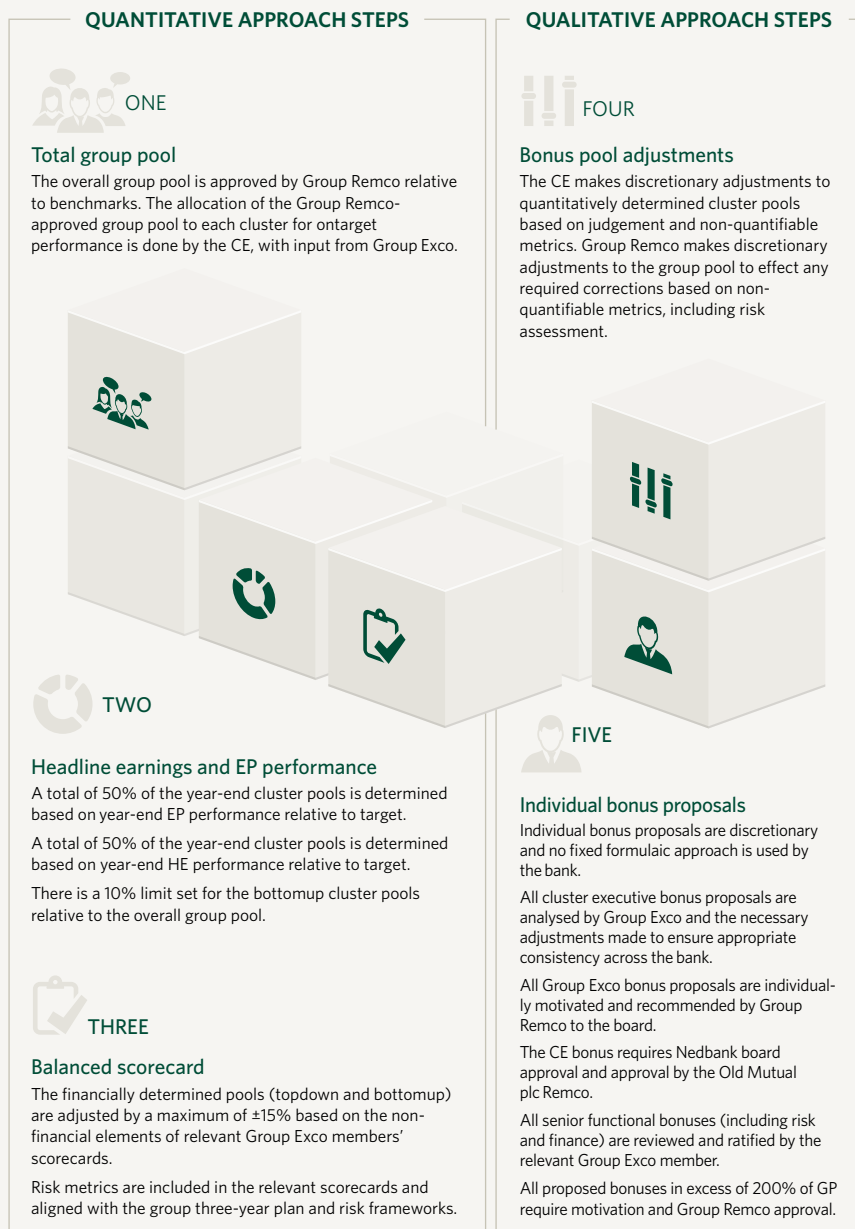 QUANTITATIVE APPROACH STEPS
ONE
Total group pool
The overall group pool is approved by Group Remco relative
to benchmarks. The allocation of the Group Remco-
approved group pool to each cluster for ontarget
performance is done by the CE, with input from Group Exco.
TWO
Headline earnings and EP performance
A total of 50% of the year-end cluster pools is determined
based on year-end EP performance relative to target.
A total of 50% of the year-end cluster pools is determined
based on year-end HE performance relative to target.
There is a 10% limit set for the bottomup cluster pools
relative to the overall group pool.
THREE
Balanced scorecard
The financially determined pools (topdown and bottomup)
are adjusted by a maximum of ±15% based on the non-
financial elements of relevant Group Exco members'
scorecards.
Risk metrics are included in the relevant scorecards and
aligned with the group three-year plan and risk frameworks.
QUALITATIVE APPROACH STEPS
FOUR
Bonus pool adjustments
The CE makes discretionary adjustments to
quantitatively determined cluster pools
based on judgement and non-quantifiable
metrics. Group Remco makes discretionary
adjustments to the group pool to effect any
required corrections based on non-
quantifiable metrics, including risk
assessment.
FIVE
Individual bonus proposals
Individual bonus proposals are discretionary
and no fixed formulaic approach is used by
the bank.
All cluster executive bonus proposals are
analysed by Group Exco and the necessary
adjustments made to ensure appropriate
consistency across the bank.
All Group Exco bonus proposals are individual-
ly motivated and recommended by Group
Remco to the board.
The CE bonus requires Nedbank board
approval and approval by the Old Mutual
plc Remco.
All senior functional bonuses (including risk
and finance) are reviewed and ratified by the
relevant Group Exco member.
All proposed bonuses in excess of 200% of GP
require motivation and Group Remco approval.